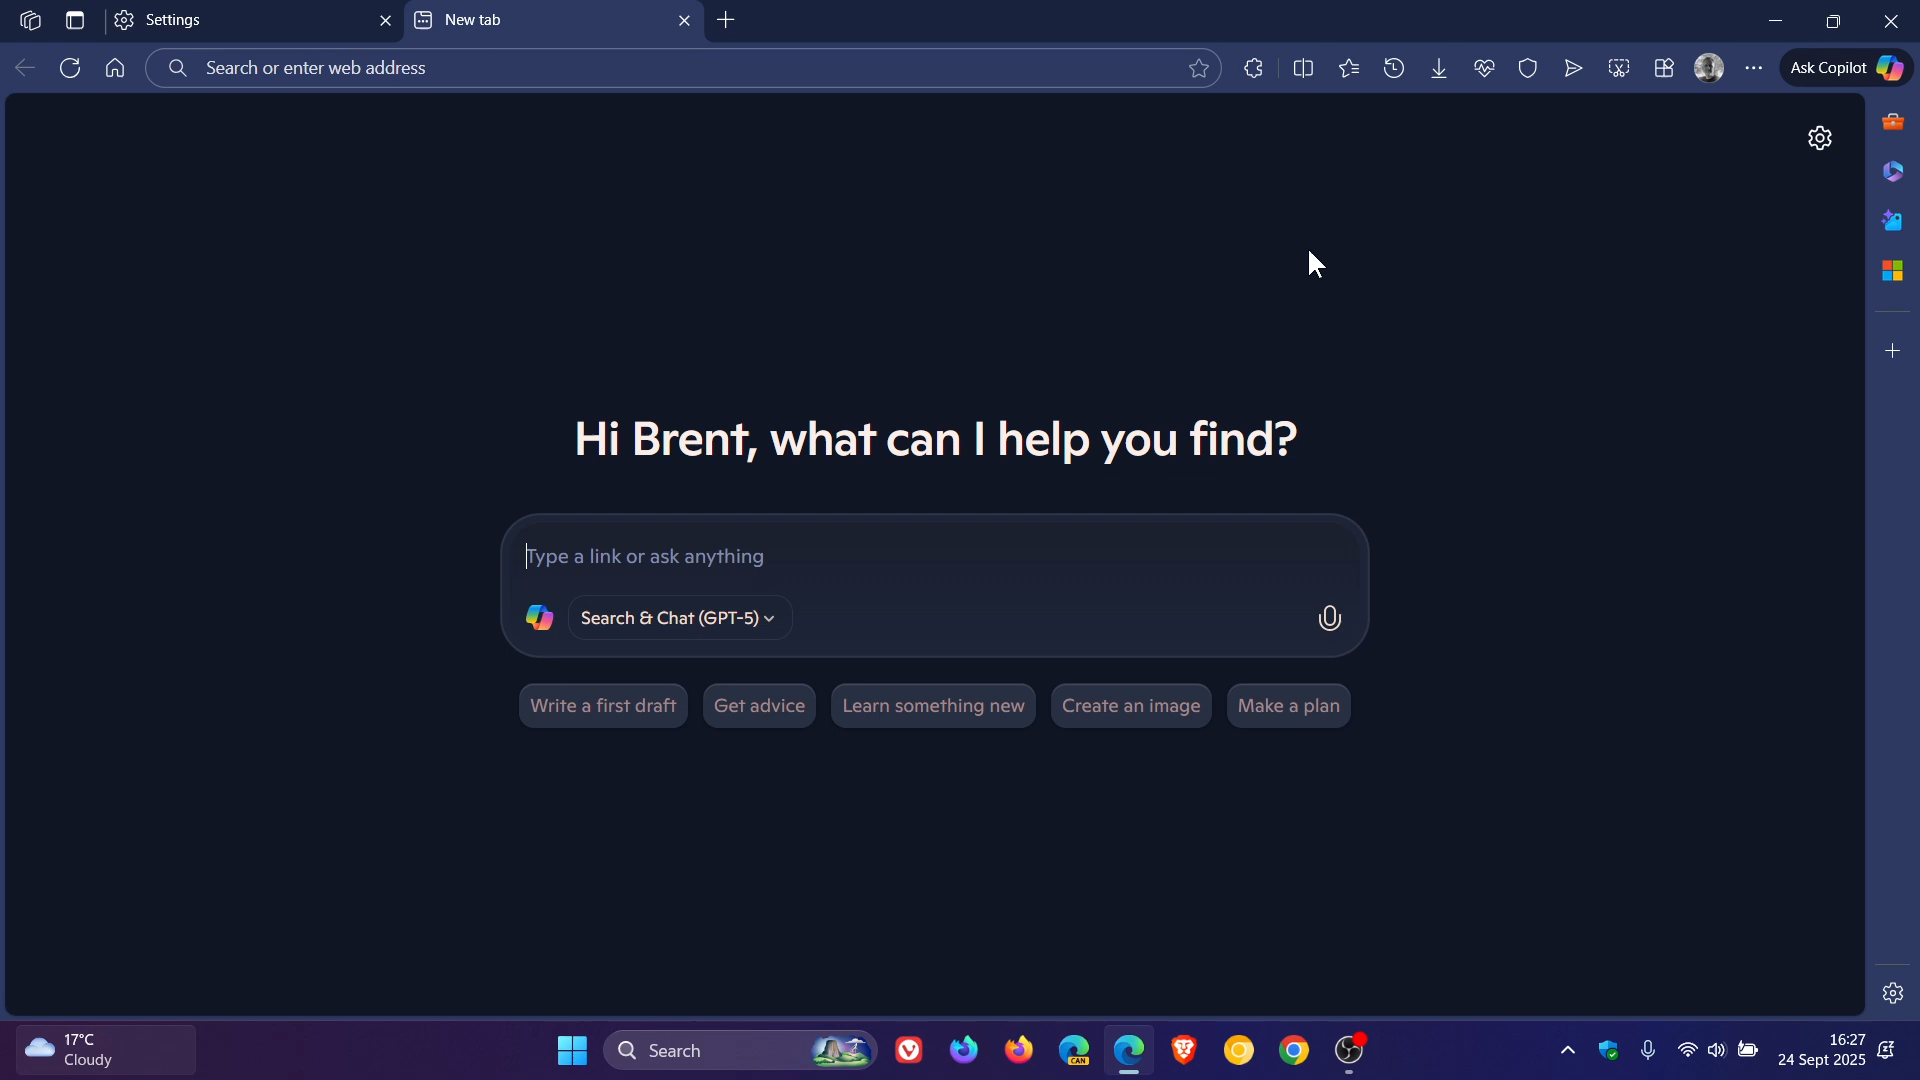 Settings
New tab
Search or enter web address
Ask Copilot
Hi Brent, what can I help you find?
Type a link or ask anything
Search & Chat (GPT-5)
Write a first draft
Get advice
Learn something new
Create an image
Make a plan
17°C
Cloudy
Search
CAN
16:27
24 Sept 2025